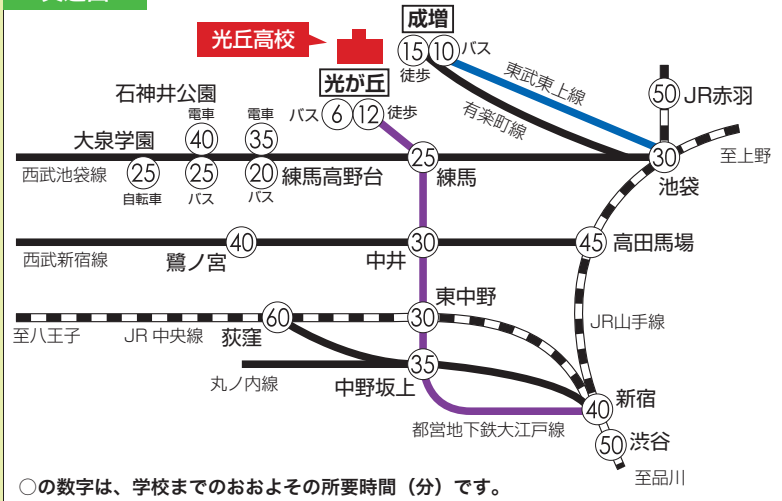 成増
光丘高校
15 10 バス
徒歩
東武東上線
光が丘
有楽町線
50 JR赤羽
石神井公園
バス 6 12 徒歩
電車 電車
大泉学園 40 35
25 30
至上野
西武池袋線 25 25 20 練馬高野台 練馬 池袋
自転車 バス バス
40 30 45 高田馬場
西武新宿線 鷺ノ宮 中井
東中野
60 30
JR山手線
至八王子 JR 中央線 荻窪
35
丸ノ内線 中野坂上
新宿
40
都営地下鉄大江戸線
50 渋谷
至品川
○の数字は、学校までのおおよその所要時間（分）です。